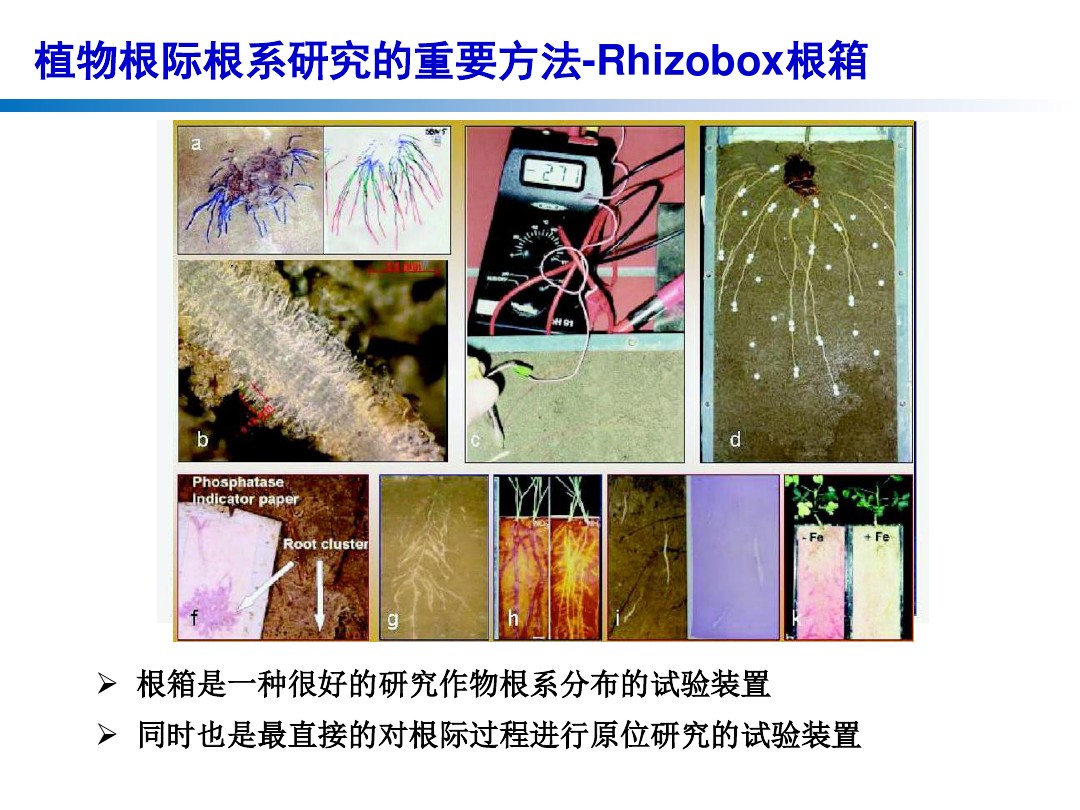 植物根际根系研究的重要方法-Rhizobox根箱
a
-271
pH 91
b
c
d
Phosphatase
Indicator paper
Root cluster
f
g
h
i
- Fe
+ Fe
k
根箱是一种很好的研究作物根系分布的试验装置
同时也是最直接的对根际过程进行原位研究的试验装置